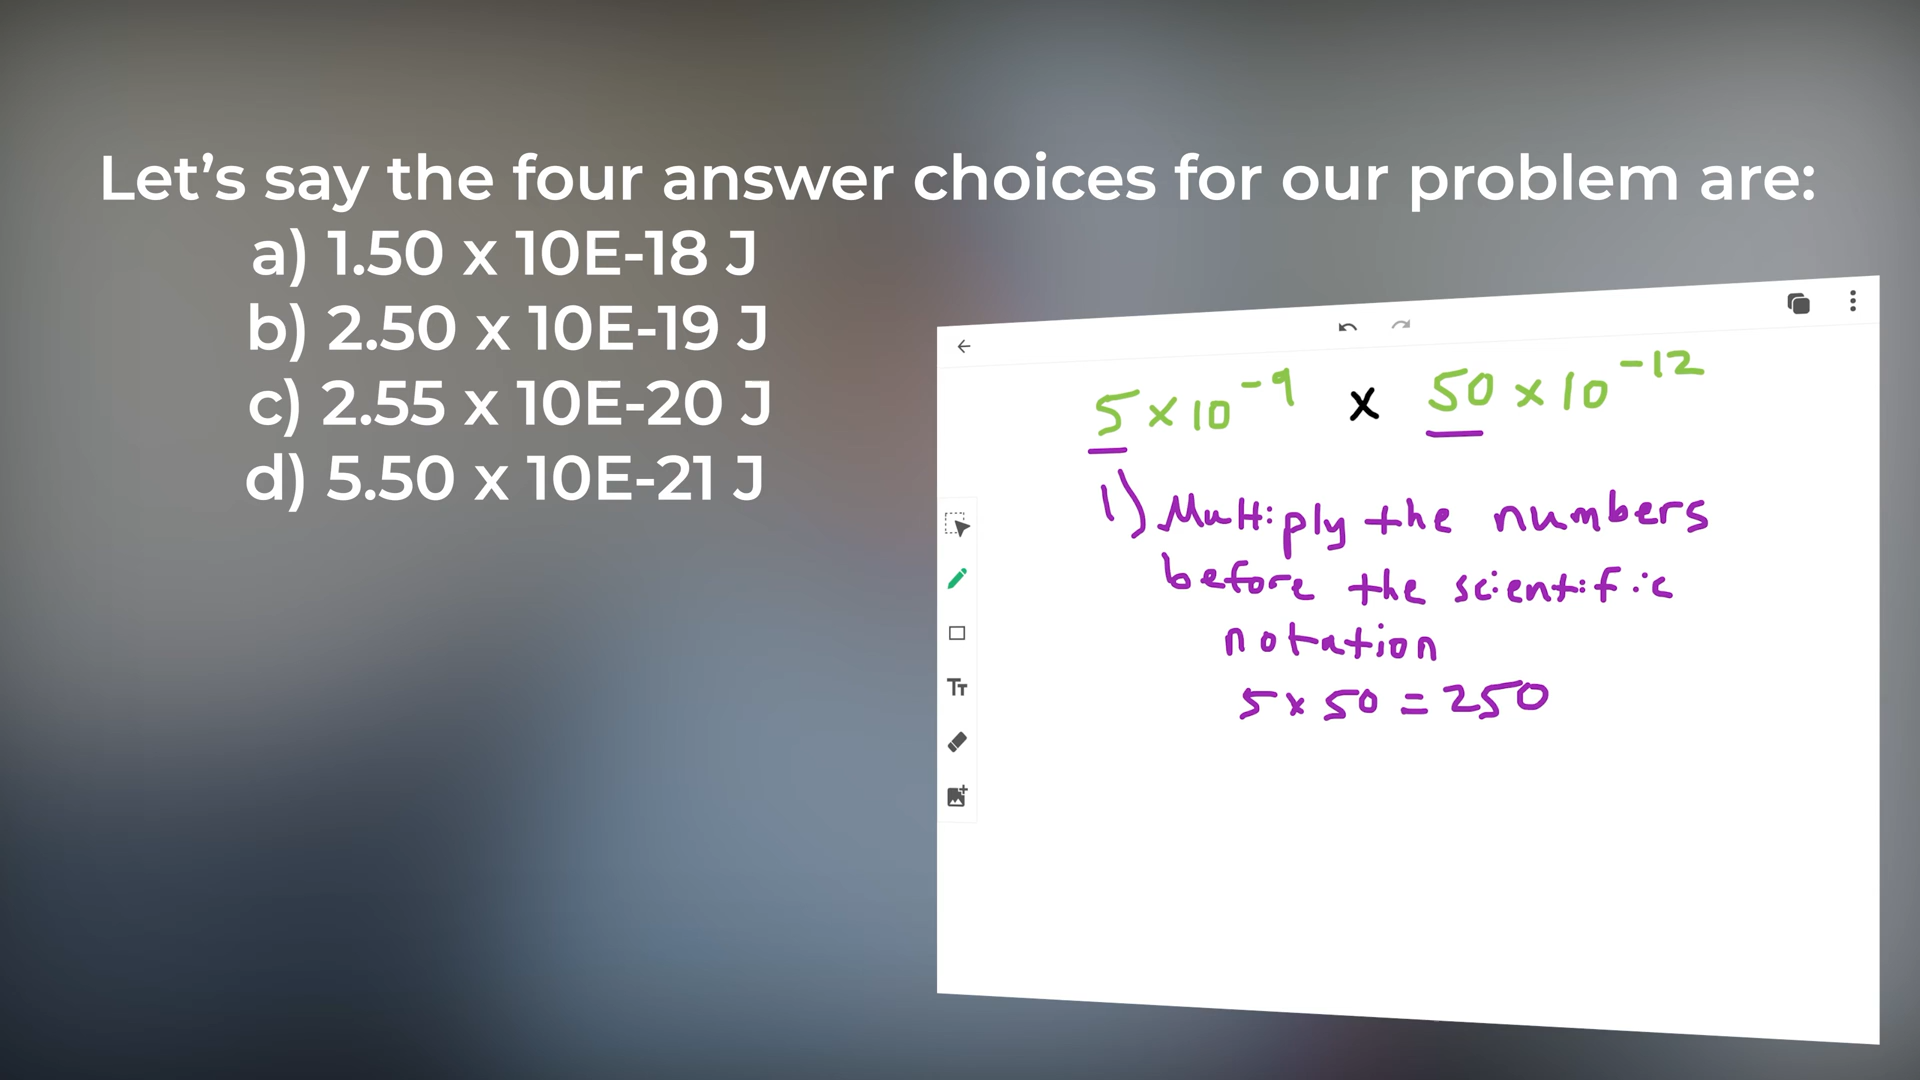 Let’s say the four answer choices for our problem are:
a) 1.50 x 10E-18 J
b) 2.50 x 10E-19 J
c) 2.55 x 10E-20 J
d) 5.50 x 10E-21 J
5 x 10⁻⁹ x 50 x 10⁻¹²
1) Multiply the numbers
before the scientific
notation
5 x 50 = 250
Tт